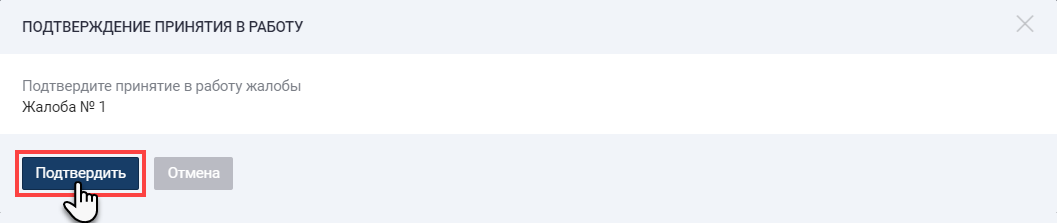 ПОДТВЕРЖДЕНИЕ ПРИНЯТИЯ В РАБОТУ
Подтвердите принятие в работу жалобы
Жалоба № 1
Подтвердить
Отмена